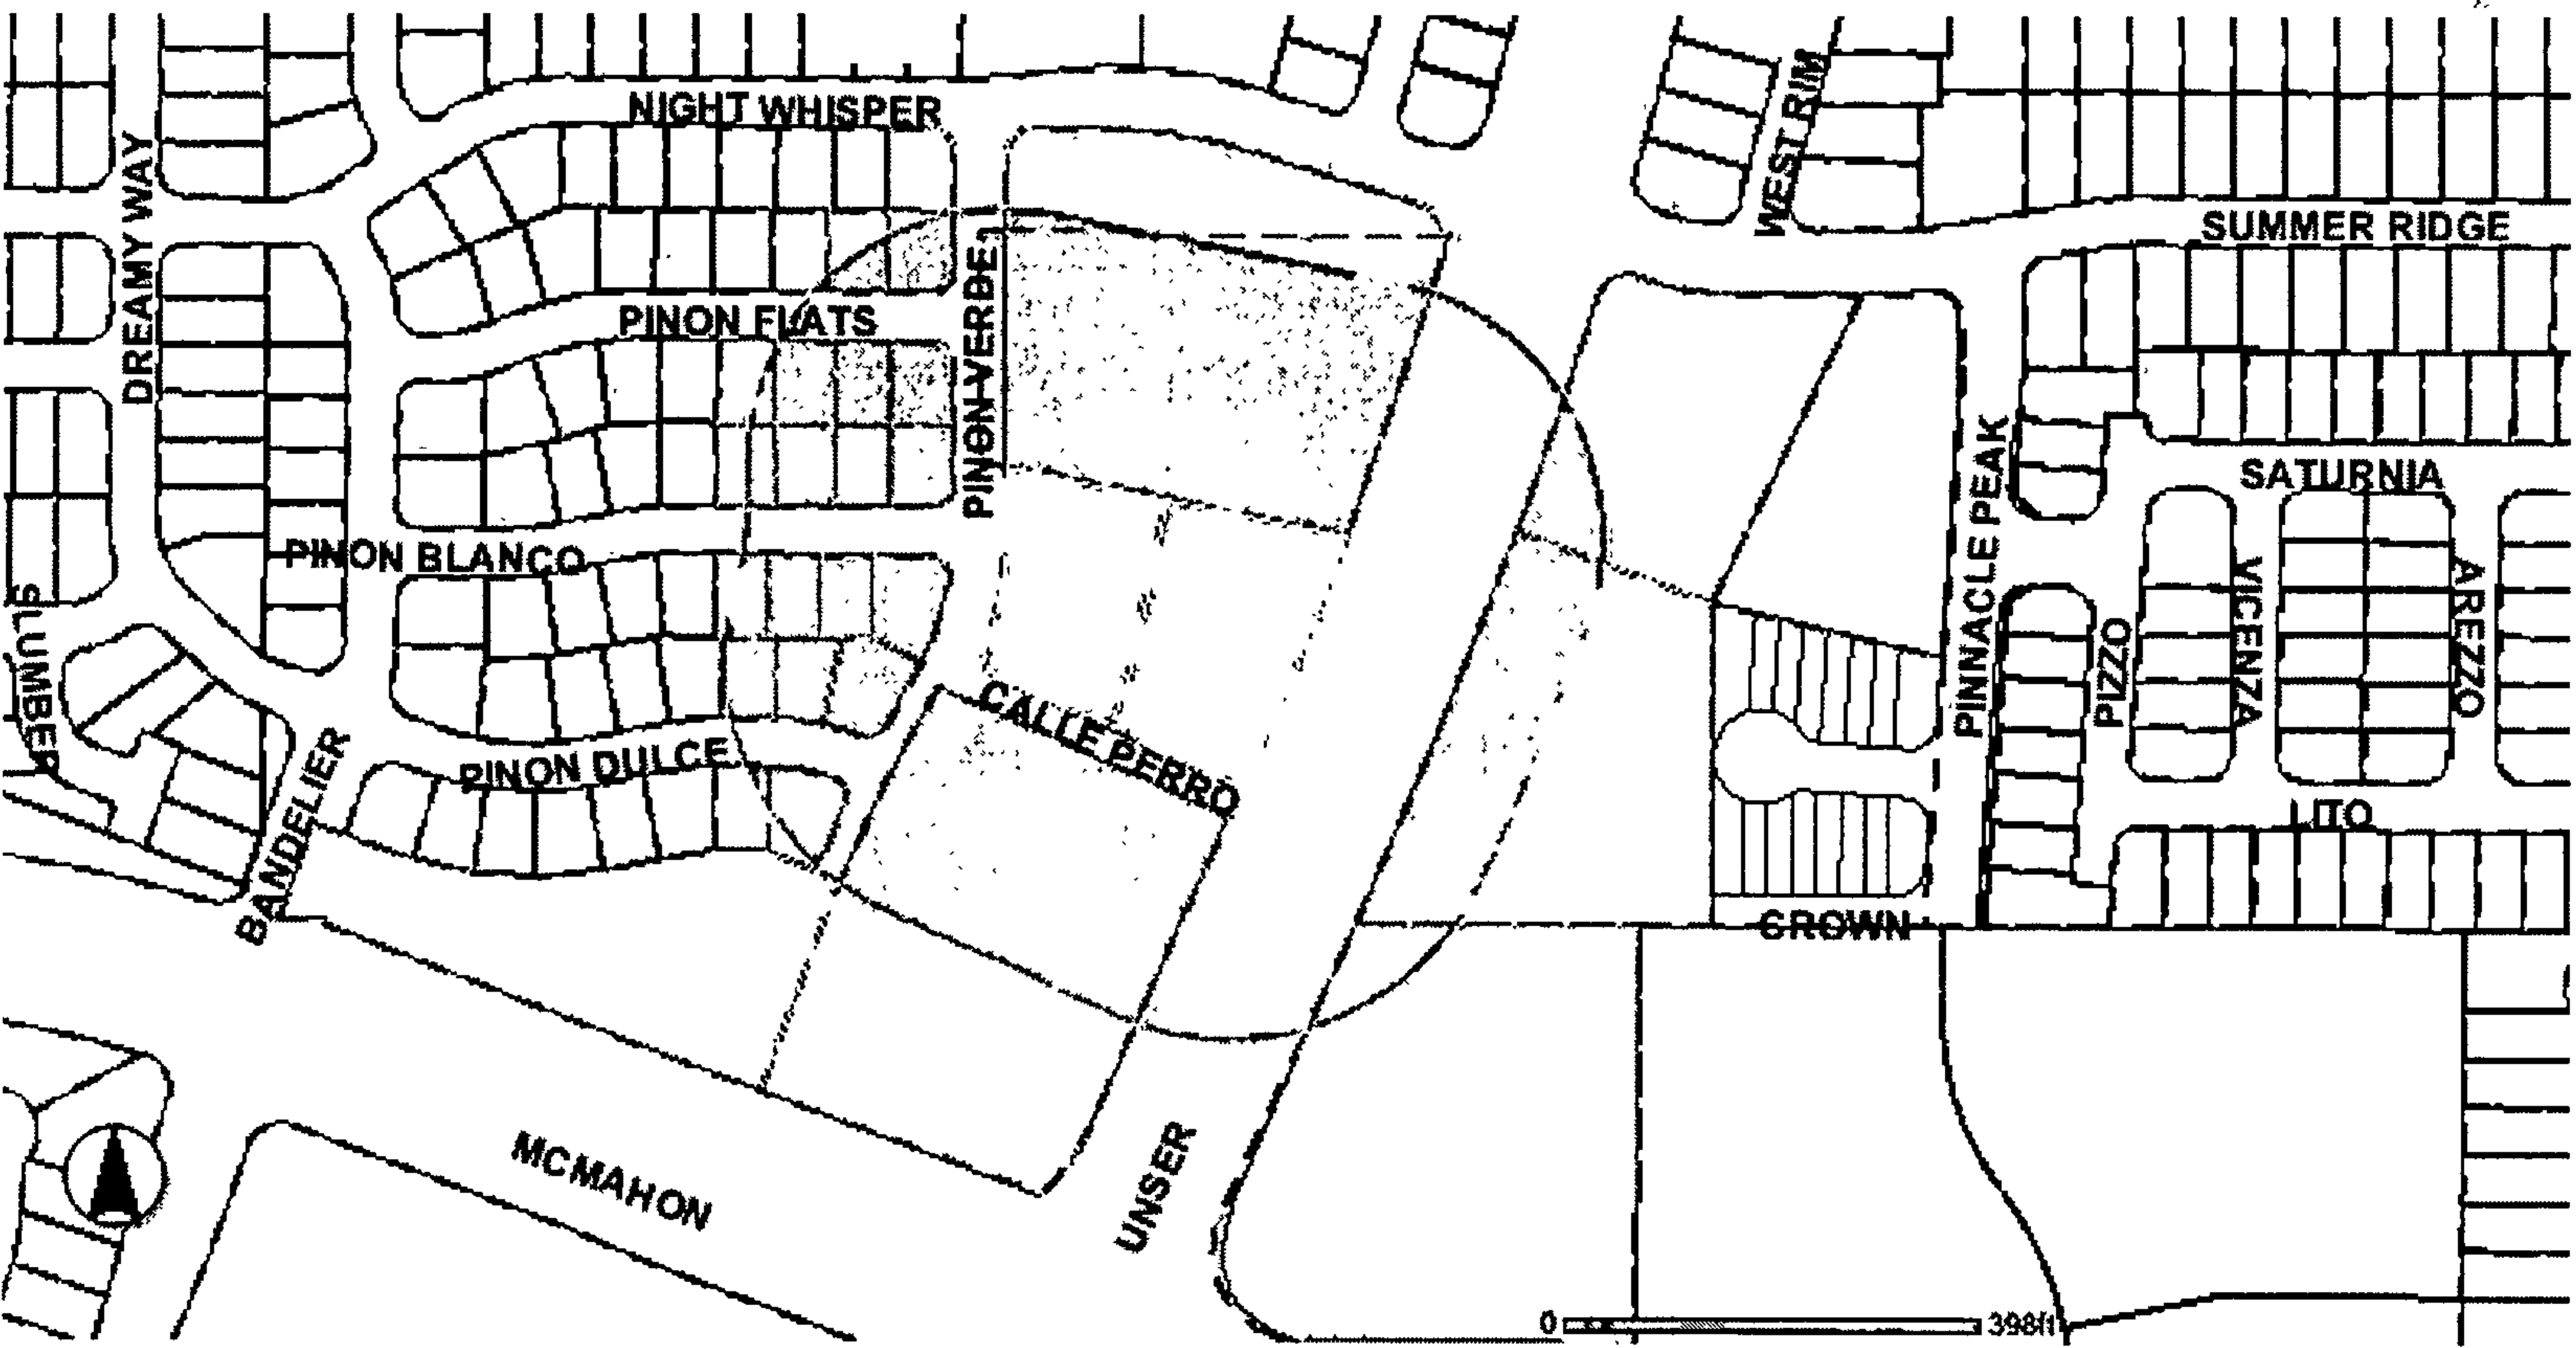 NIGHT WHISPER
WEST RIM
SUMMER RIDGE
DREAMY WAY
PINON FLATS
PINON VERDE
PINNACLE PEAK
SATURNIA
PINON BLANCO
SLUMBER
VICENZA
AREZZO
PIZZO
CALLE PERRO
PINON DULCE
BANDELIER
LITO
CROWN
MCMAHON
UNSER
0 398ft